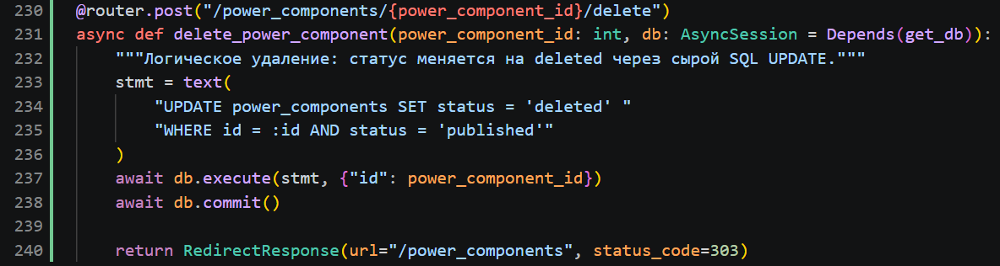 230 @router.post("/power_components/{power_component_id}/delete")
231 async def delete_power_component(power_component_id: int, db: AsyncSession = Depends(get_db)):
232     """Логическое удаление: статус меняется на deleted через сырой SQL UPDATE."""
233     stmt = text(
234         "UPDATE power_components SET status = 'deleted' "
235         "WHERE id = :id AND status = 'published'"
236     )
237     await db.execute(stmt, {"id": power_component_id})
238     await db.commit()
239
240     return RedirectResponse(url="/power_components", status_code=303)